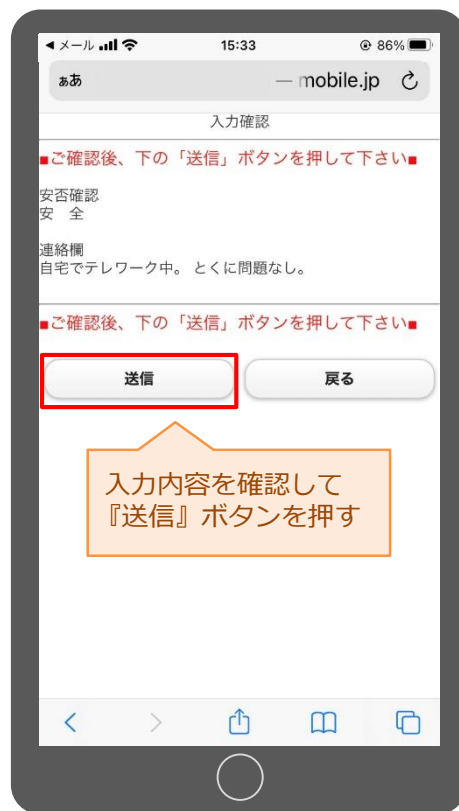 ◀メール 15:33 86%
ぁあ — mobile.jp
入力確認
■ご確認後、下の「送信」ボタンを押して下さい■
安否確認
安　全
連絡欄
自宅でテレワーク中。 とくに問題なし。
■ご確認後、下の「送信」ボタンを押して下さい■
送信 戻る
入力内容を確認して
『送信』ボタンを押す